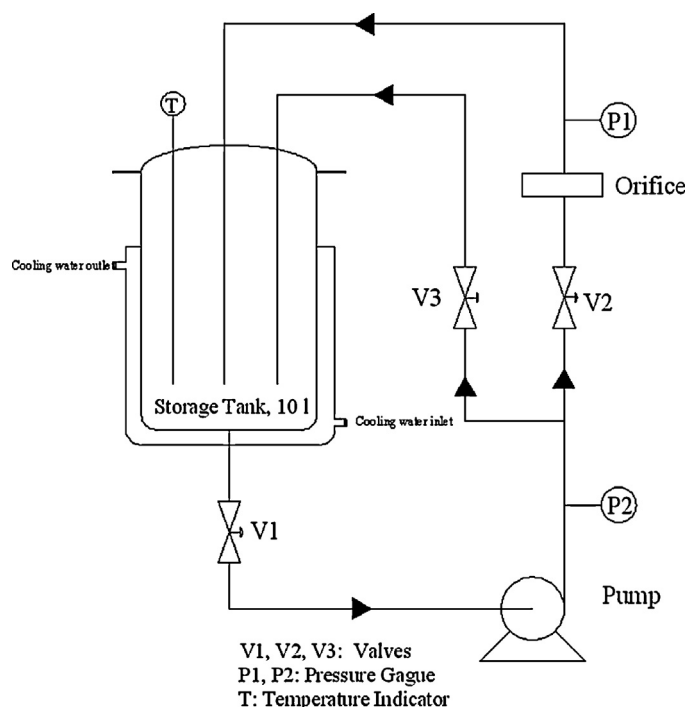 T
P1
Orifice
Cooling water outlet
V3
V2
Storage Tank, 10 l
Cooling water inlet
P2
V1
Pump
V1, V2, V3: Valves
P1, P2: Pressure Gague
T: Temperature Indicator